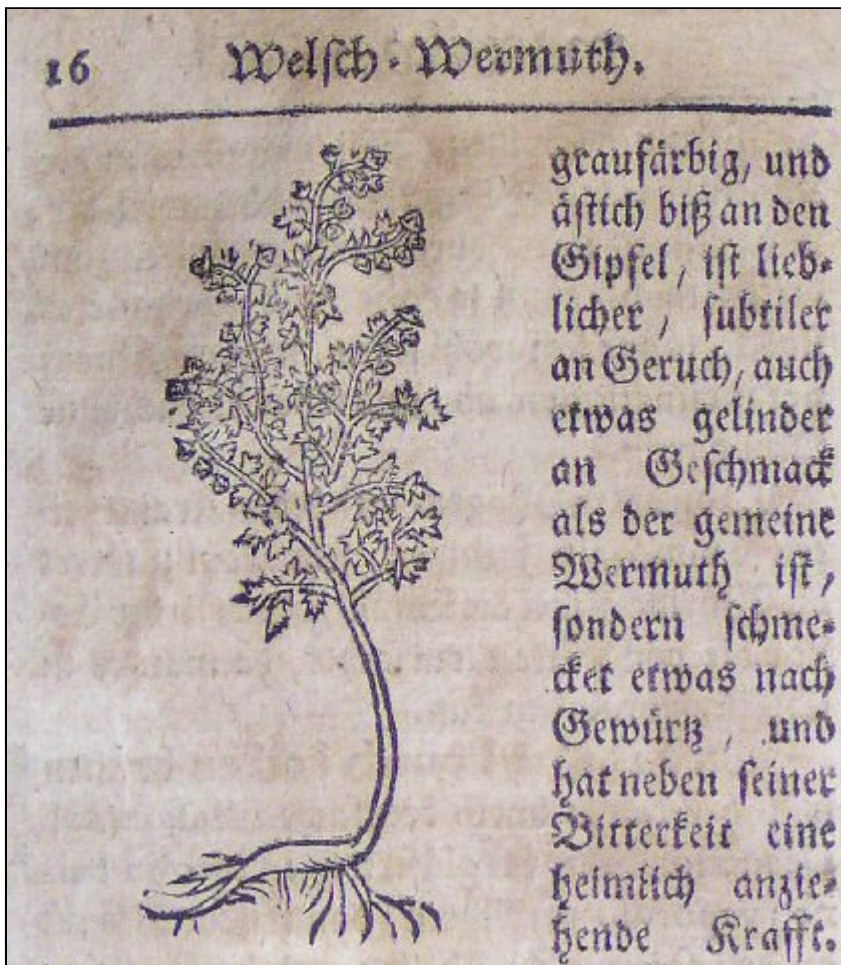 16 Welſch-Wermuth.
graufärbig, und
äſtich biß an den
Gipfel, iſt lieb-
licher, ſubtiler
an Geruch, auch
etwas gelinder
an Geſchmack
als der gemeine
Wermuth iſt,
ſondern ſchme-
cket etwas nach
Gewürtz, und
hat neben ſeiner
Bitterkeit eine
heimlich anzie-
hende Krafft.